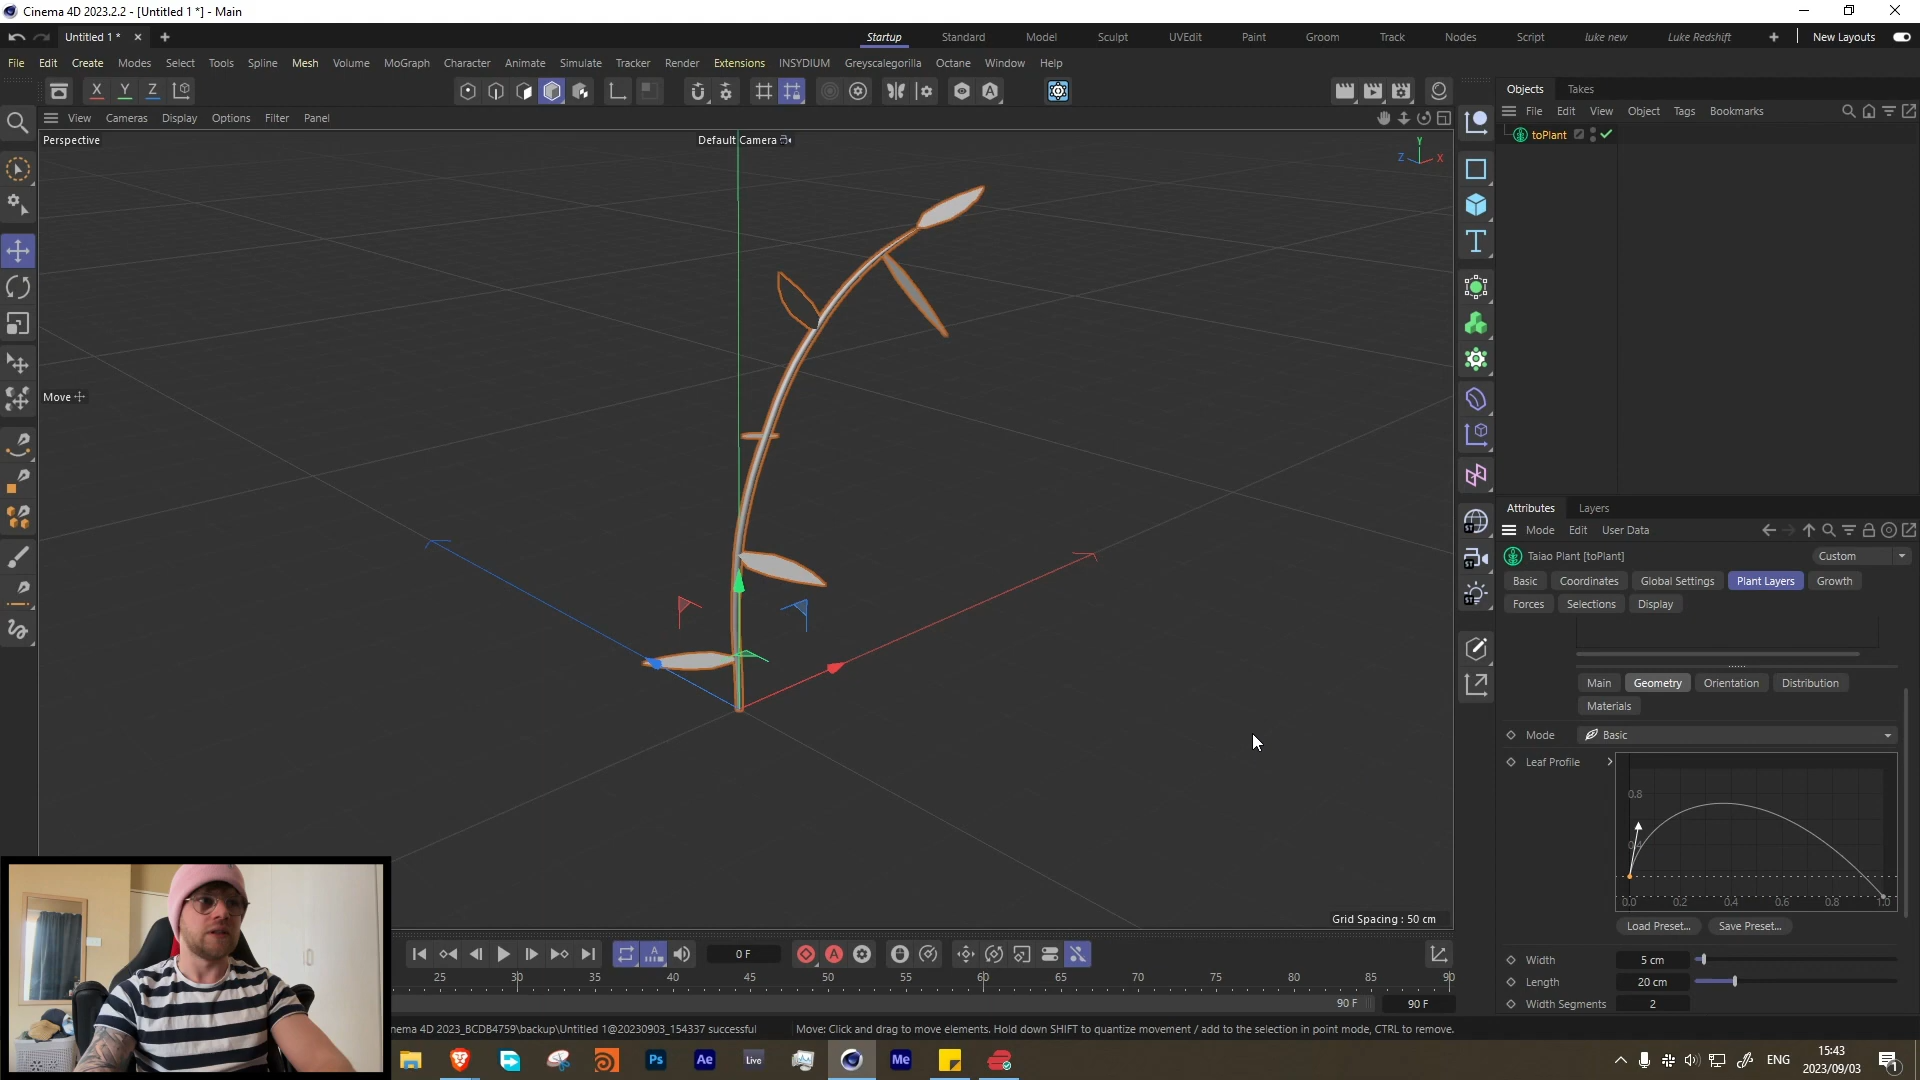 Cinema 4D 2023.2.2 - [Untitled 1 *] - Main
Untitled 1 *
Startup Standard Model Sculpt UVEdit Paint Groom Track Nodes Script luke new Luke Redshift New Layouts
File Edit Create Modes Select Tools Spline Mesh Volume MoGraph Character Animate Simulate Tracker Render Extensions INSYDIUM Greyscalegorilla Octane Window Help
X Y Z
View Cameras Display Options Filter Panel
Perspective
Default Camera
Y
Z X
Move
Grid Spacing : 50 cm
Objects Takes
File Edit View Object Tags Bookmarks
toPlant
Attributes Layers
Mode Edit User Data
Taiao Plant [toPlant]
Custom
Basic Coordinates Global Settings Plant Layers Growth
Forces Selections Display
Main Geometry Orientation Distribution
Materials
Mode Basic
Leaf Profile
0.8
0.4
0.0 0.2 0.4 0.6 0.8 1.0
Load Preset... Save Preset...
Width 5 cm
Length 20 cm
Width Segments 2
0 F
25 30 35 40 45 50 55 60 65 70 75 80 85 90
90 F 90 F
nema 4D 2023_BCDB4759\backup\Untitled 1@20230903_154337 successful
Move: Click and drag to move elements. Hold down SHIFT to quantize movement / add to the selection in point mode, CTRL to remove.
Ps Ae Live Me
ENG
15:43
2023/09/03
1